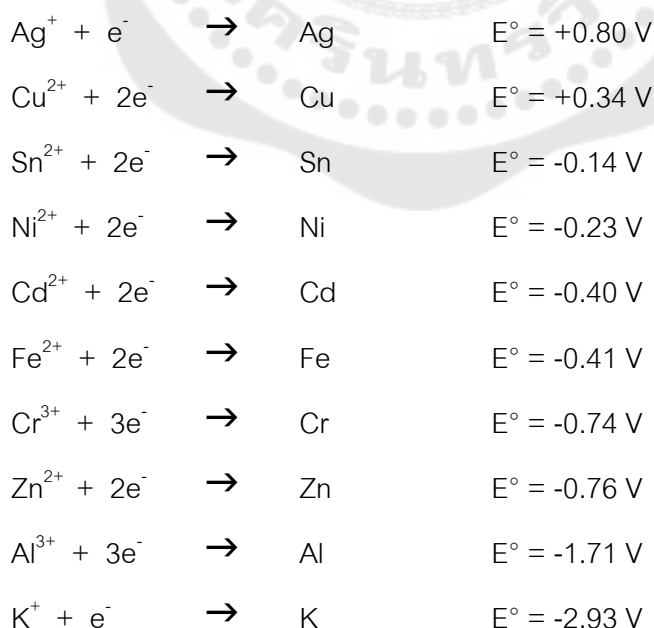 Ag⁺ + e⁻ → Ag E° = +0.80 V
Cu²⁺ + 2e⁻ → Cu E° = +0.34 V
Sn²⁺ + 2e⁻ → Sn E° = -0.14 V
Ni²⁺ + 2e⁻ → Ni E° = -0.23 V
Cd²⁺ + 2e⁻ → Cd E° = -0.40 V
Fe²⁺ + 2e⁻ → Fe E° = -0.41 V
Cr³⁺ + 3e⁻ → Cr E° = -0.74 V
Zn²⁺ + 2e⁻ → Zn E° = -0.76 V
Al³⁺ + 3e⁻ → Al E° = -1.71 V
K⁺ + e⁻ → K E° = -2.93 V